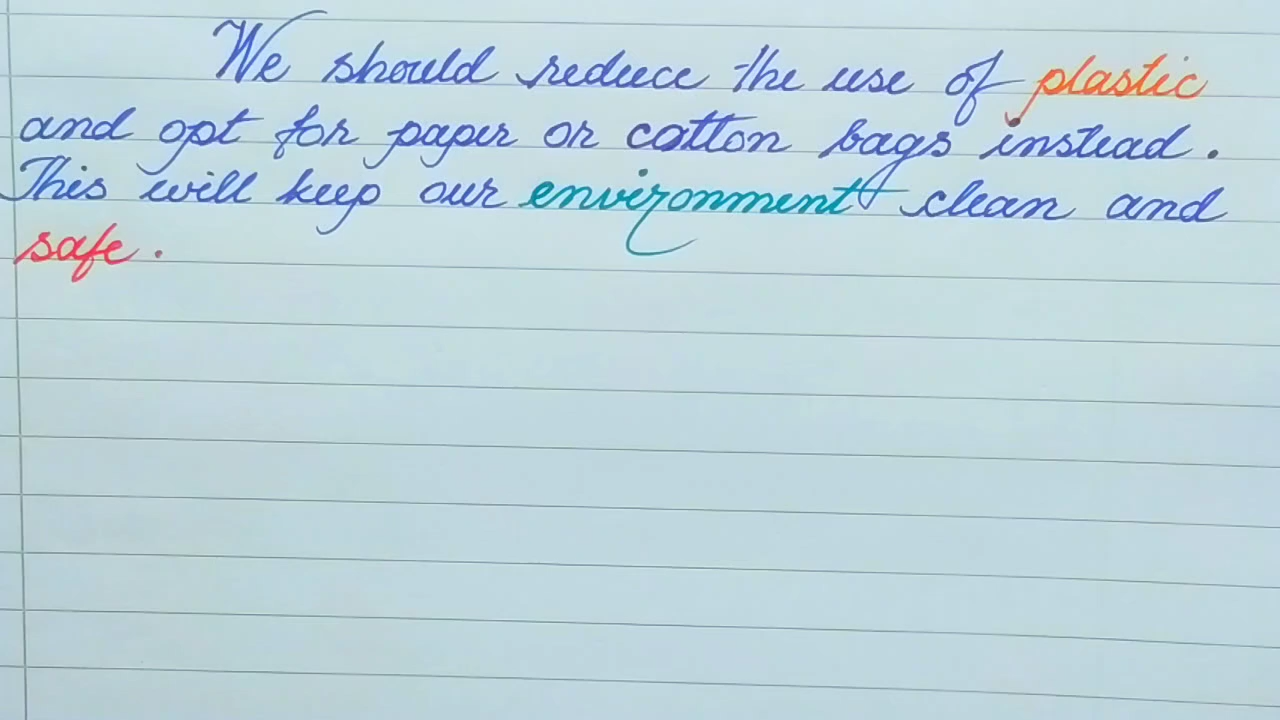 We should reduce the use of plastic
and opt for paper or cotton bags instead.
This will keep our environment clean and
safe.